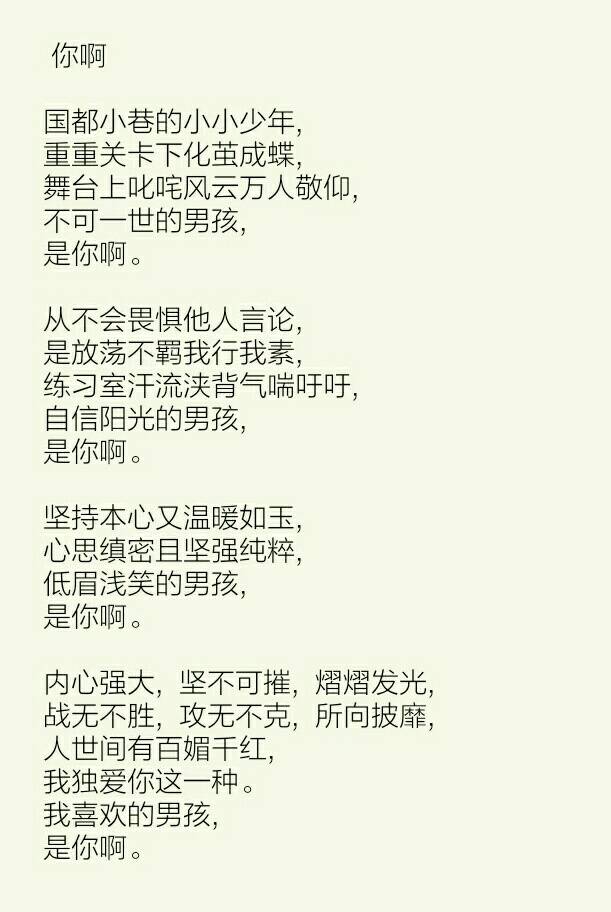 你啊
国都小巷的小小少年，
重重关卡下化茧成蝶，
舞台上叱咤风云万人敬仰，
不可一世的男孩，
是你啊。
从不会畏惧他人言论，
是放荡不羁我行我素，
练习室汗流浃背气喘吁吁，
自信阳光的男孩，
是你啊。
坚持本心又温暖如玉，
心思缜密且坚强纯粹，
低眉浅笑的男孩，
是你啊。
内心强大，坚不可摧，熠熠发光，
战无不胜，攻无不克，所向披靡，
人世间有百媚千红，
我独爱你这一种。
我喜欢的男孩，
是你啊。